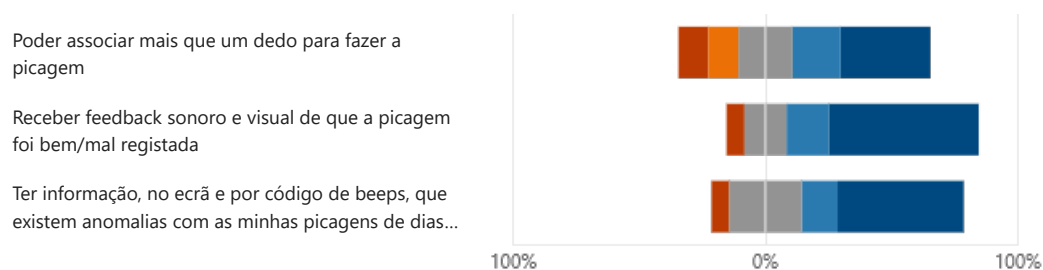 Poder associar mais que um dedo para fazer a
picagem
Receber feedback sonoro e visual de que a picagem
foi bem/mal registada
Ter informação, no ecrã e por código de beeps, que
existem anomalias com as minhas picagens de dias...
100% 0% 100%